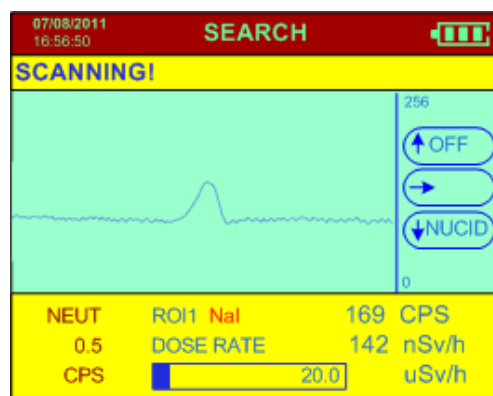 07/08/2011
16:56:50
SEARCH
SCANNING!
256
OFF
NUCID
0
NEUT ROI1 NaI 169 CPS
0.5 DOSE RATE 142 nSv/h
CPS 20.0 uSv/h